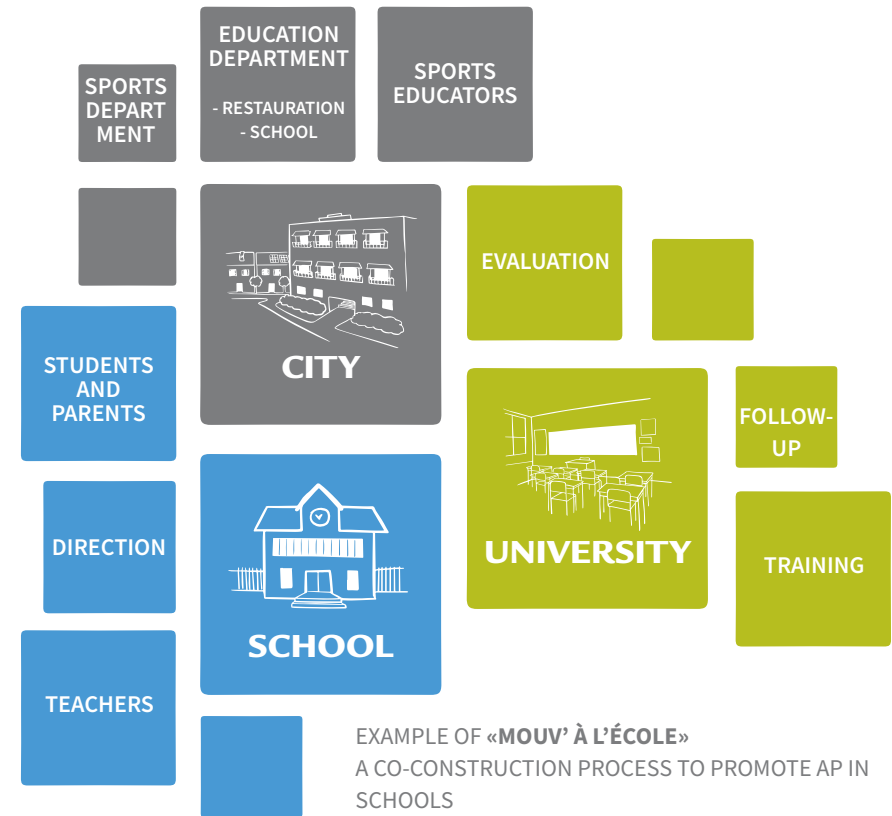 EDUCATION
DEPARTMENT
- RESTAURATION
- SCHOOL
SPORTS
EDUCATORS
SPORTS
DEPART
MENT
CITY
EVALUATION
STUDENTS
AND
PARENTS
FOLLOW-
UP
DIRECTION
UNIVERSITY
TRAINING
SCHOOL
TEACHERS
EXAMPLE OF «MOUV’ À L’ÉCOLE»
A CO-CONSTRUCTION PROCESS TO PROMOTE AP IN
SCHOOLS